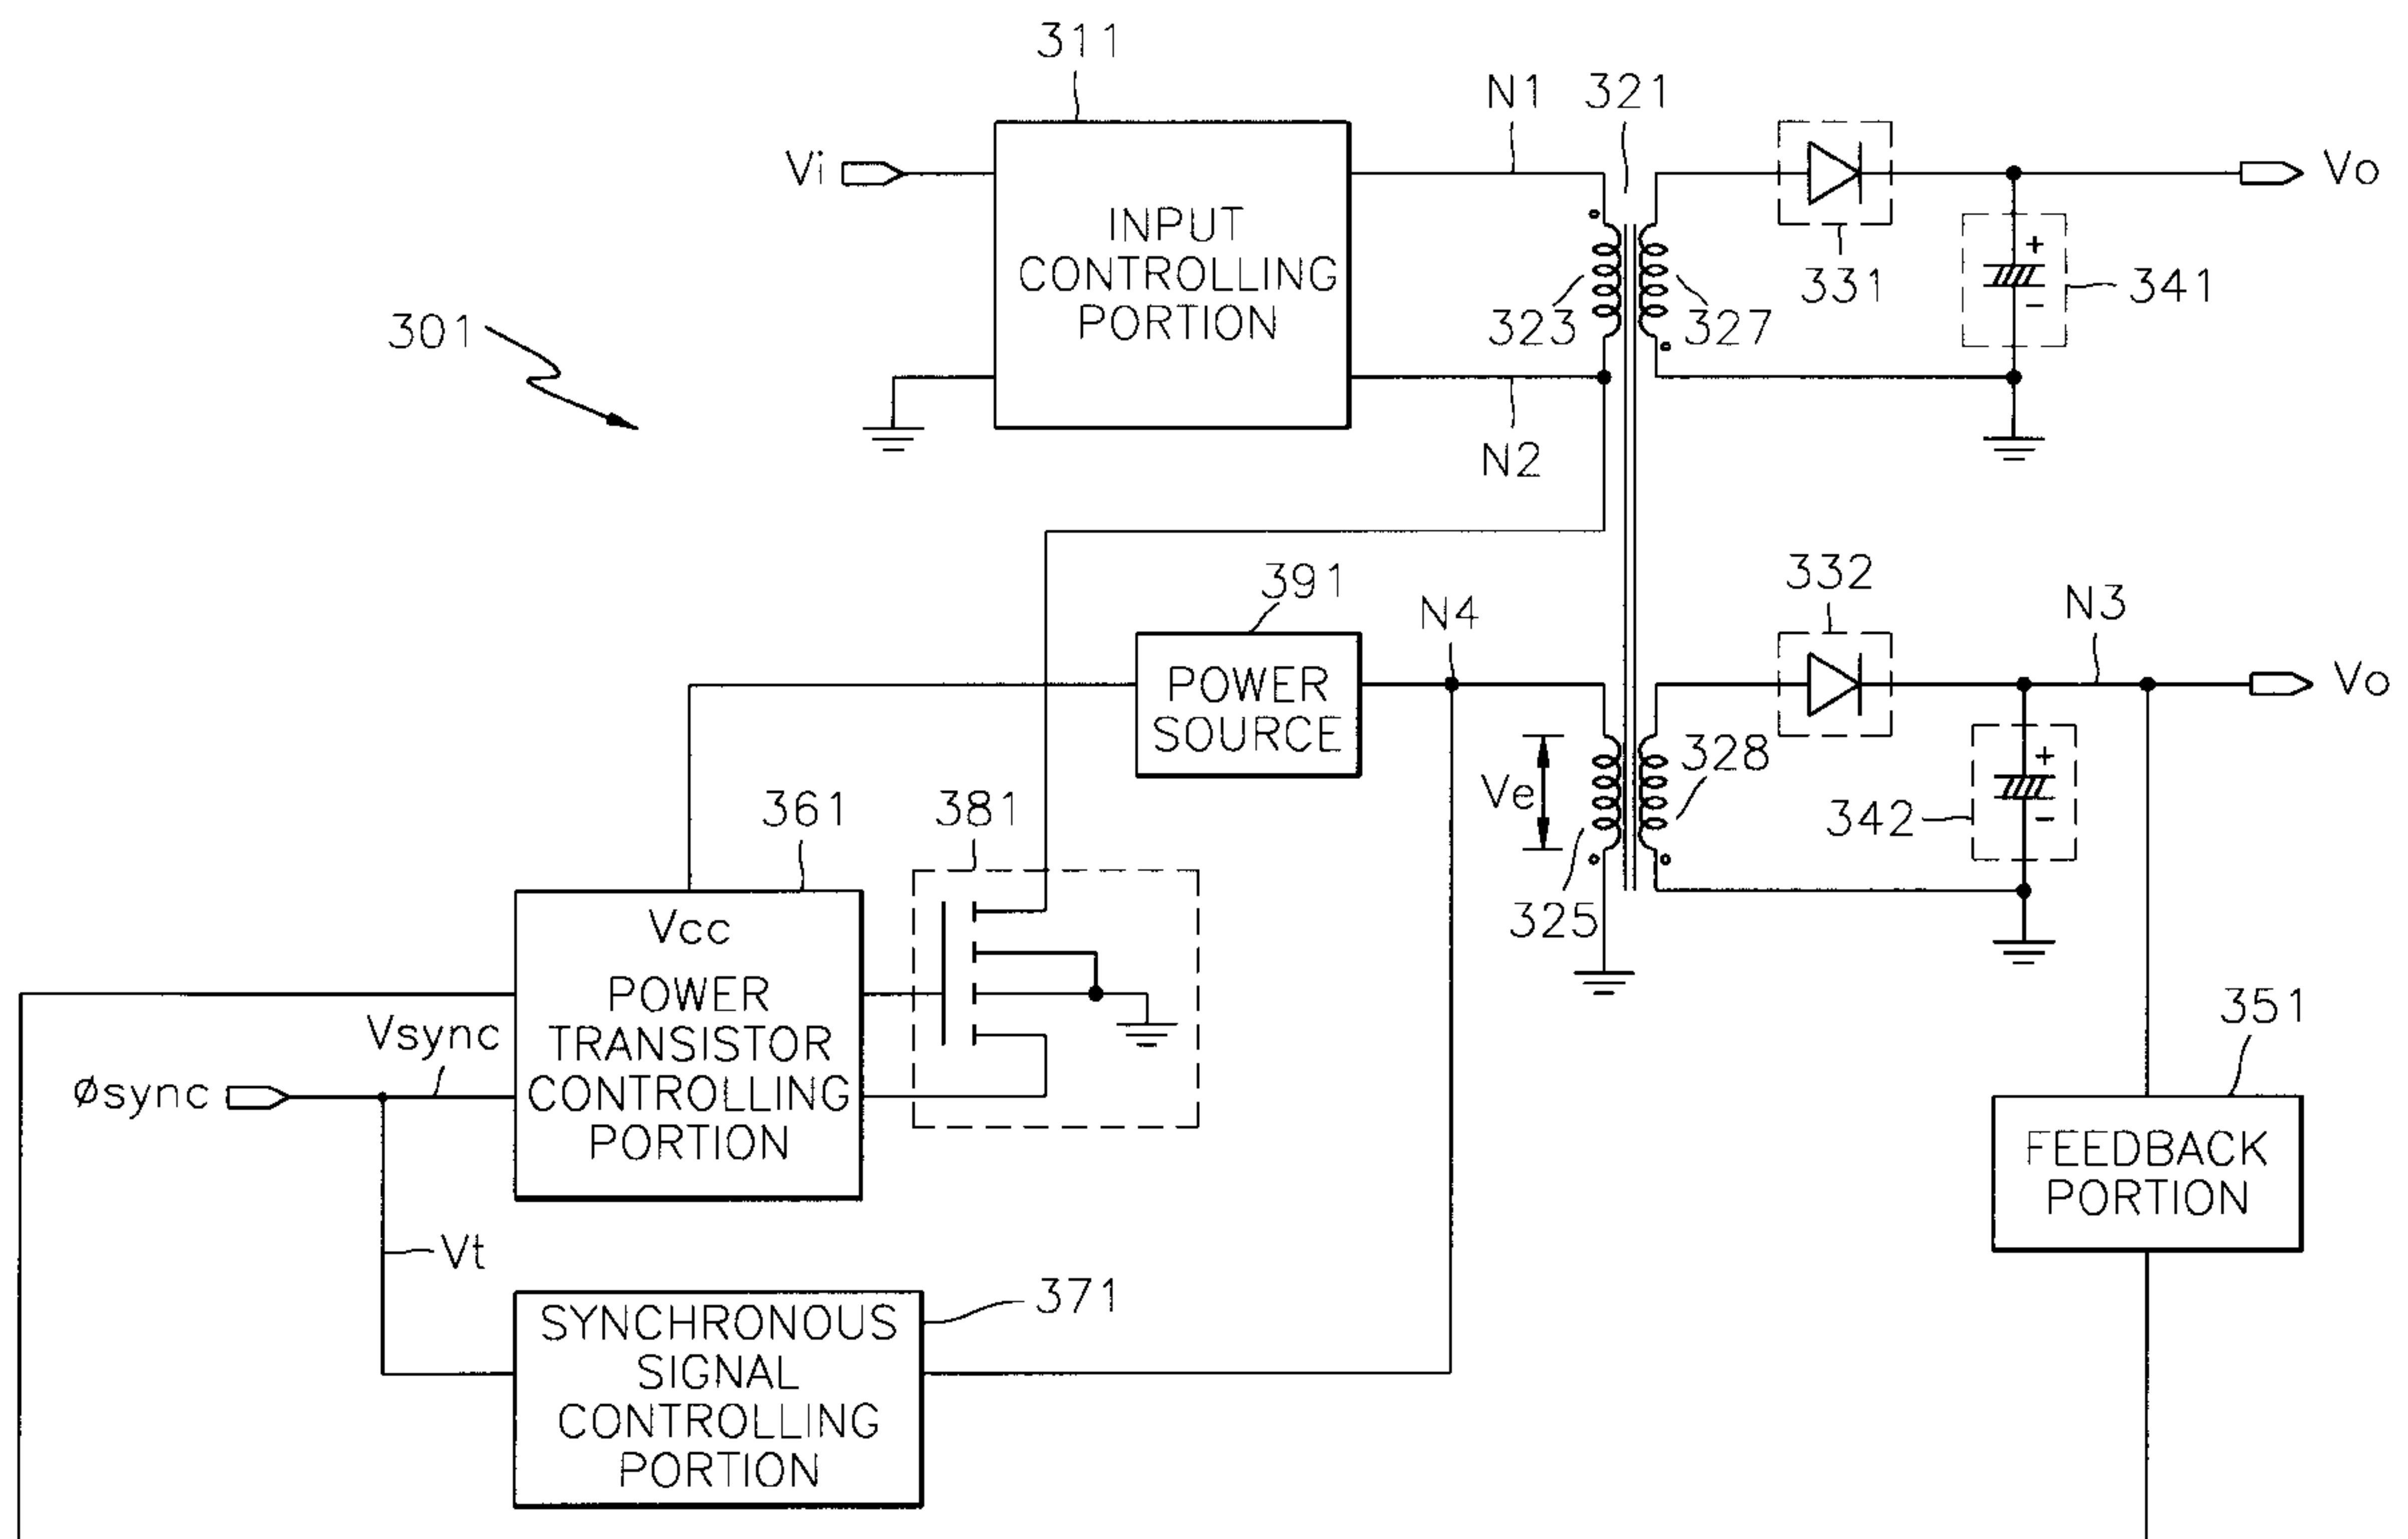 311
N1
321
Vi
INPUT
CONTROLLING
PORTION
Vo
331
+
-
341
323
327
301
N2
391
332
N3
N4
POWER
SOURCE
Vo
Ve
328
+
-
342
325
361
381
Vcc
POWER
TRANSISTOR
CONTROLLING
PORTION
Vsync
øsync
351
FEEDBACK
PORTION
Vt
371
SYNCHRONOUS
SIGNAL
CONTROLLING
PORTION